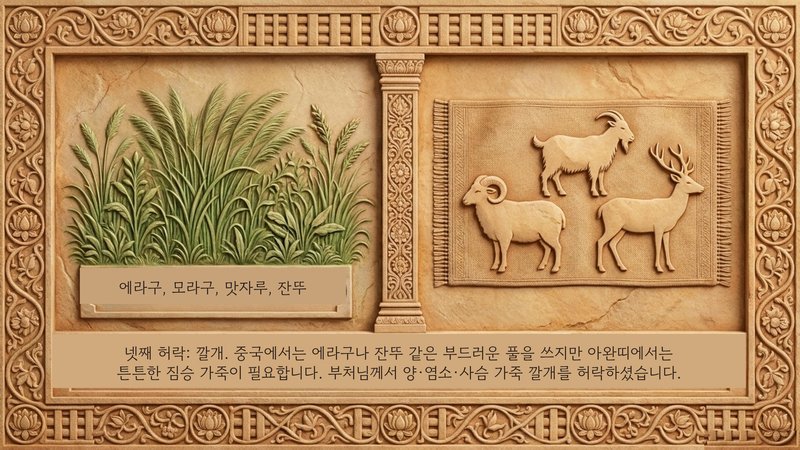 에라구, 모라구, 맛자루, 잔뚜
넷째 허락: 깔개. 중국에서는 에라구나 잔뚜 같은 부드러운 풀을 쓰지만 아완띠에서는
튼튼한 짐승 가죽이 필요합니다. 부처님께서 양·염소·사슴 가죽 깔개를 허락하셨습니다.